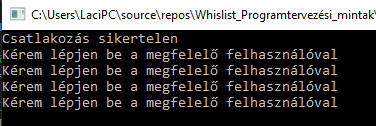 C:\Users\LaciPC\source\repos\Whislist_Programtervezési_mintak\
Csatlakozás sikertelen
Kérem lépjen be a megfelelő felhasználóval
Kérem lépjen be a megfelelő felhasználóval
Kérem lépjen be a megfelelő felhasználóval
Kérem lépjen be a megfelelő felhasználóval